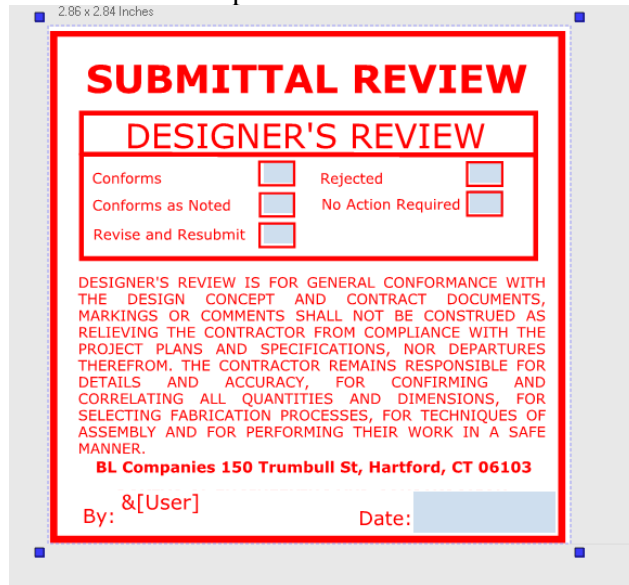 2.86 x 2.84 Inches
SUBMITTAL REVIEW
DESIGNER'S REVIEW
Conforms Rejected
Conforms as Noted No Action Required
Revise and Resubmit
DESIGNER'S REVIEW IS FOR GENERAL CONFORMANCE WITH
THE DESIGN CONCEPT AND CONTRACT DOCUMENTS,
MARKINGS OR COMMENTS SHALL NOT BE CONSTRUED AS
RELIEVING THE CONTRACTOR FROM COMPLIANCE WITH THE
PROJECT PLANS AND SPECIFICATIONS, NOR DEPARTURES
THEREFROM. THE CONTRACTOR REMAINS RESPONSIBLE FOR
DETAILS AND ACCURACY, FOR CONFIRMING AND
CORRELATING ALL QUANTITIES AND DIMENSIONS, FOR
SELECTING FABRICATION PROCESSES, FOR TECHNIQUES OF
ASSEMBLY AND FOR PERFORMING THEIR WORK IN A SAFE
MANNER.
BL Companies 150 Trumbull St, Hartford, CT 06103
By: &[User] Date: